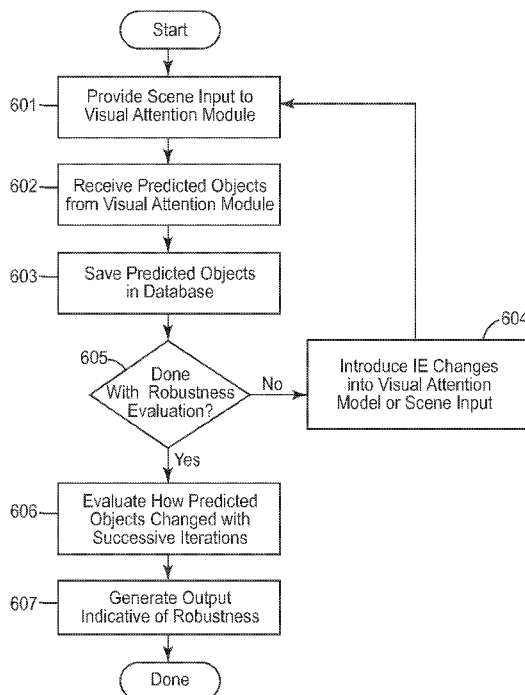 Start
601
Provide Scene Input to
Visual Attention Module
602
Receive Predicted Objects
from Visual Attention Module
603
Save Predicted Objects
in Database
604
Introduce IE Changes
into Visual Attention
Model or Scene Input
605
Done
With Robustness
Evaluation?
No
Yes
606
Evaluate How Predicted
Objects Changed with
Successive Iterations
607
Generate Output
Indicative of Robustness
Done